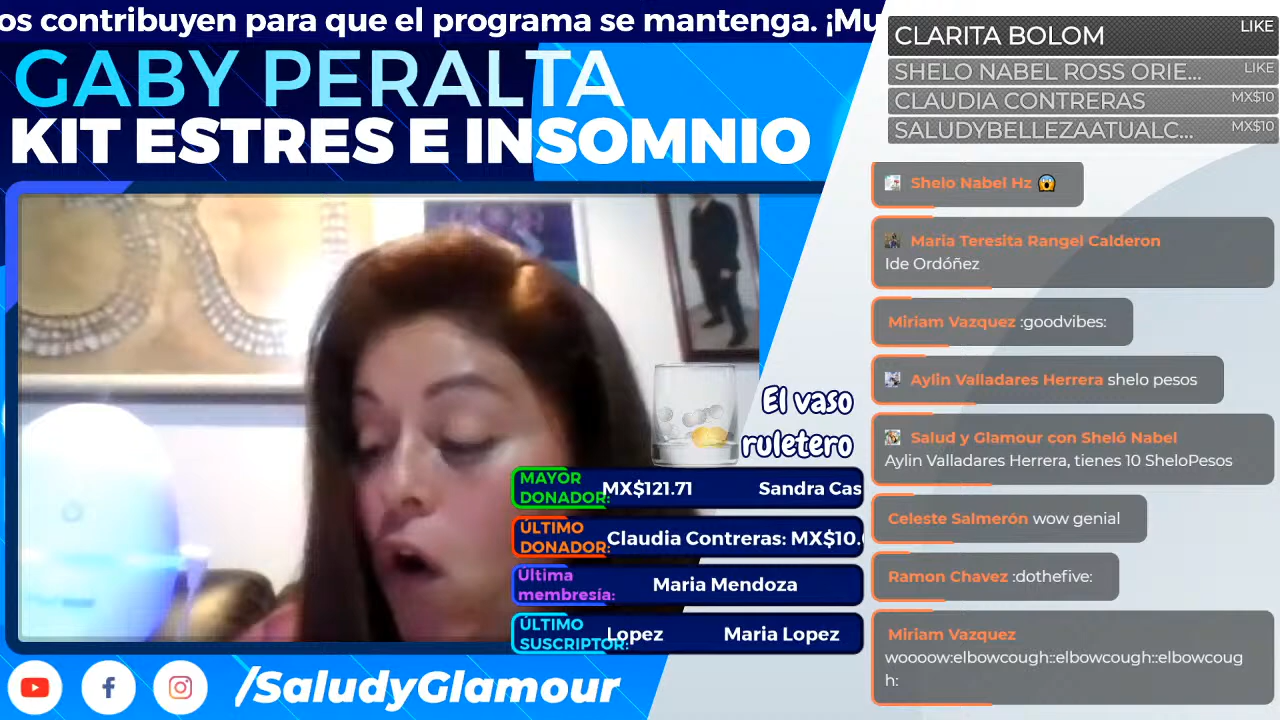 os contribuyen para que el programa se mantenga. ¡Mu
GABY PERALTA
KIT ESTRES E INSOMNIO
El vaso
ruletero
MAYOR
DONADOR:
MX$121.71 Sandra Cas
ÚLTIMO
DONADOR:
Claudia Contreras: MX$10.
Última
membresía:
Maria Mendoza
ÚLTIMO
SUSCRIPTOR:
Lopez Maria Lopez
/SaludyGlamour
CLARITA BOLOM LIKE
SHELO NABEL ROSS ORIE... LIKE
CLAUDIA CONTRERAS MX$10
SALUDYBELLEZAATUALC... MX$10
Shelo Nabel Hz 😱
Maria Teresita Rangel Calderon
Ide Ordóñez
Miriam Vazquez :goodvibes:
Aylin Valladares Herrera shelo pesos
Salud y Glamour con Sheló Nabel
Aylin Valladares Herrera, tienes 10 SheloPesos
Celeste Salmerón wow genial
Ramon Chavez :dothefive:
Miriam Vazquez
woooow:elbowcough::elbowcough::elbowcoug
h: